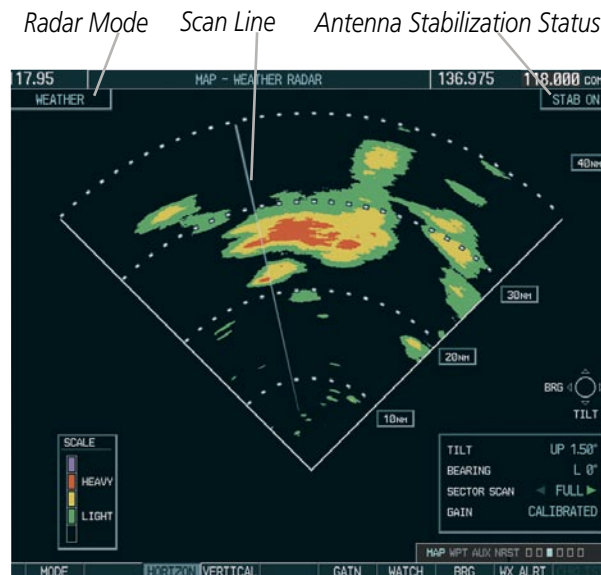 Radar Mode Scan Line Antenna Stabilization Status
17.95 MAP - WEATHER RADAR 136.975 118.000 COM
WEATHER STAB ON
40NM
30NM
20NM
10NM
BRG
TILT
SCALE
HEAVY
LIGHT
TILT UP 1.50°
BEARING L 0°
SECTOR SCAN FULL
GAIN CALIBRATED
MAP WPT AUX NRST
MODE HORIZON VERTICAL GAIN WATCH BRG WX ALRT